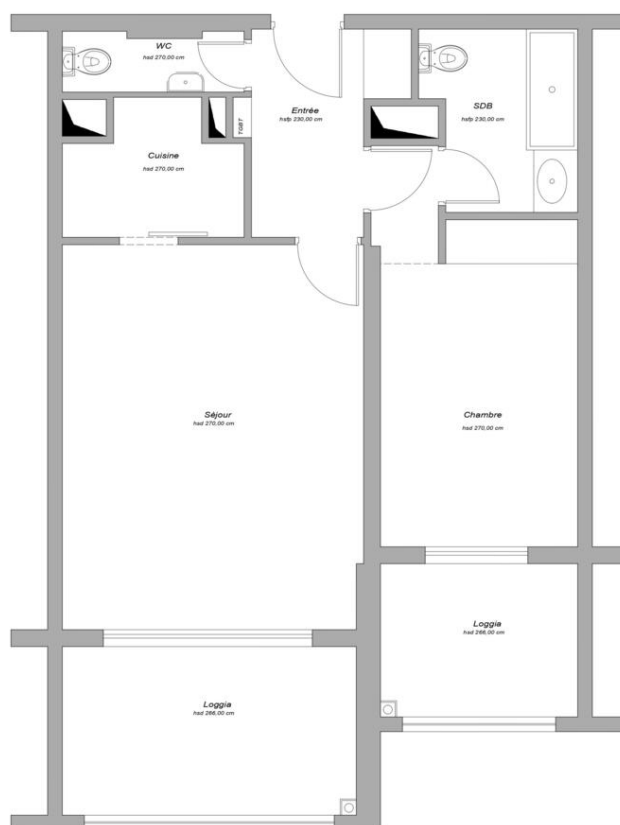 WC
hsd 270,00 cm
Entrée
hsfp 230,00 cm
SDB
hsfp 230,00 cm
TGBT
Cuisine
hsd 270,00 cm
Séjour
hsd 270,00 cm
Chambre
hsd 270,00 cm
Loggia
hsd 266,00 cm
Loggia
hsd 266,00 cm